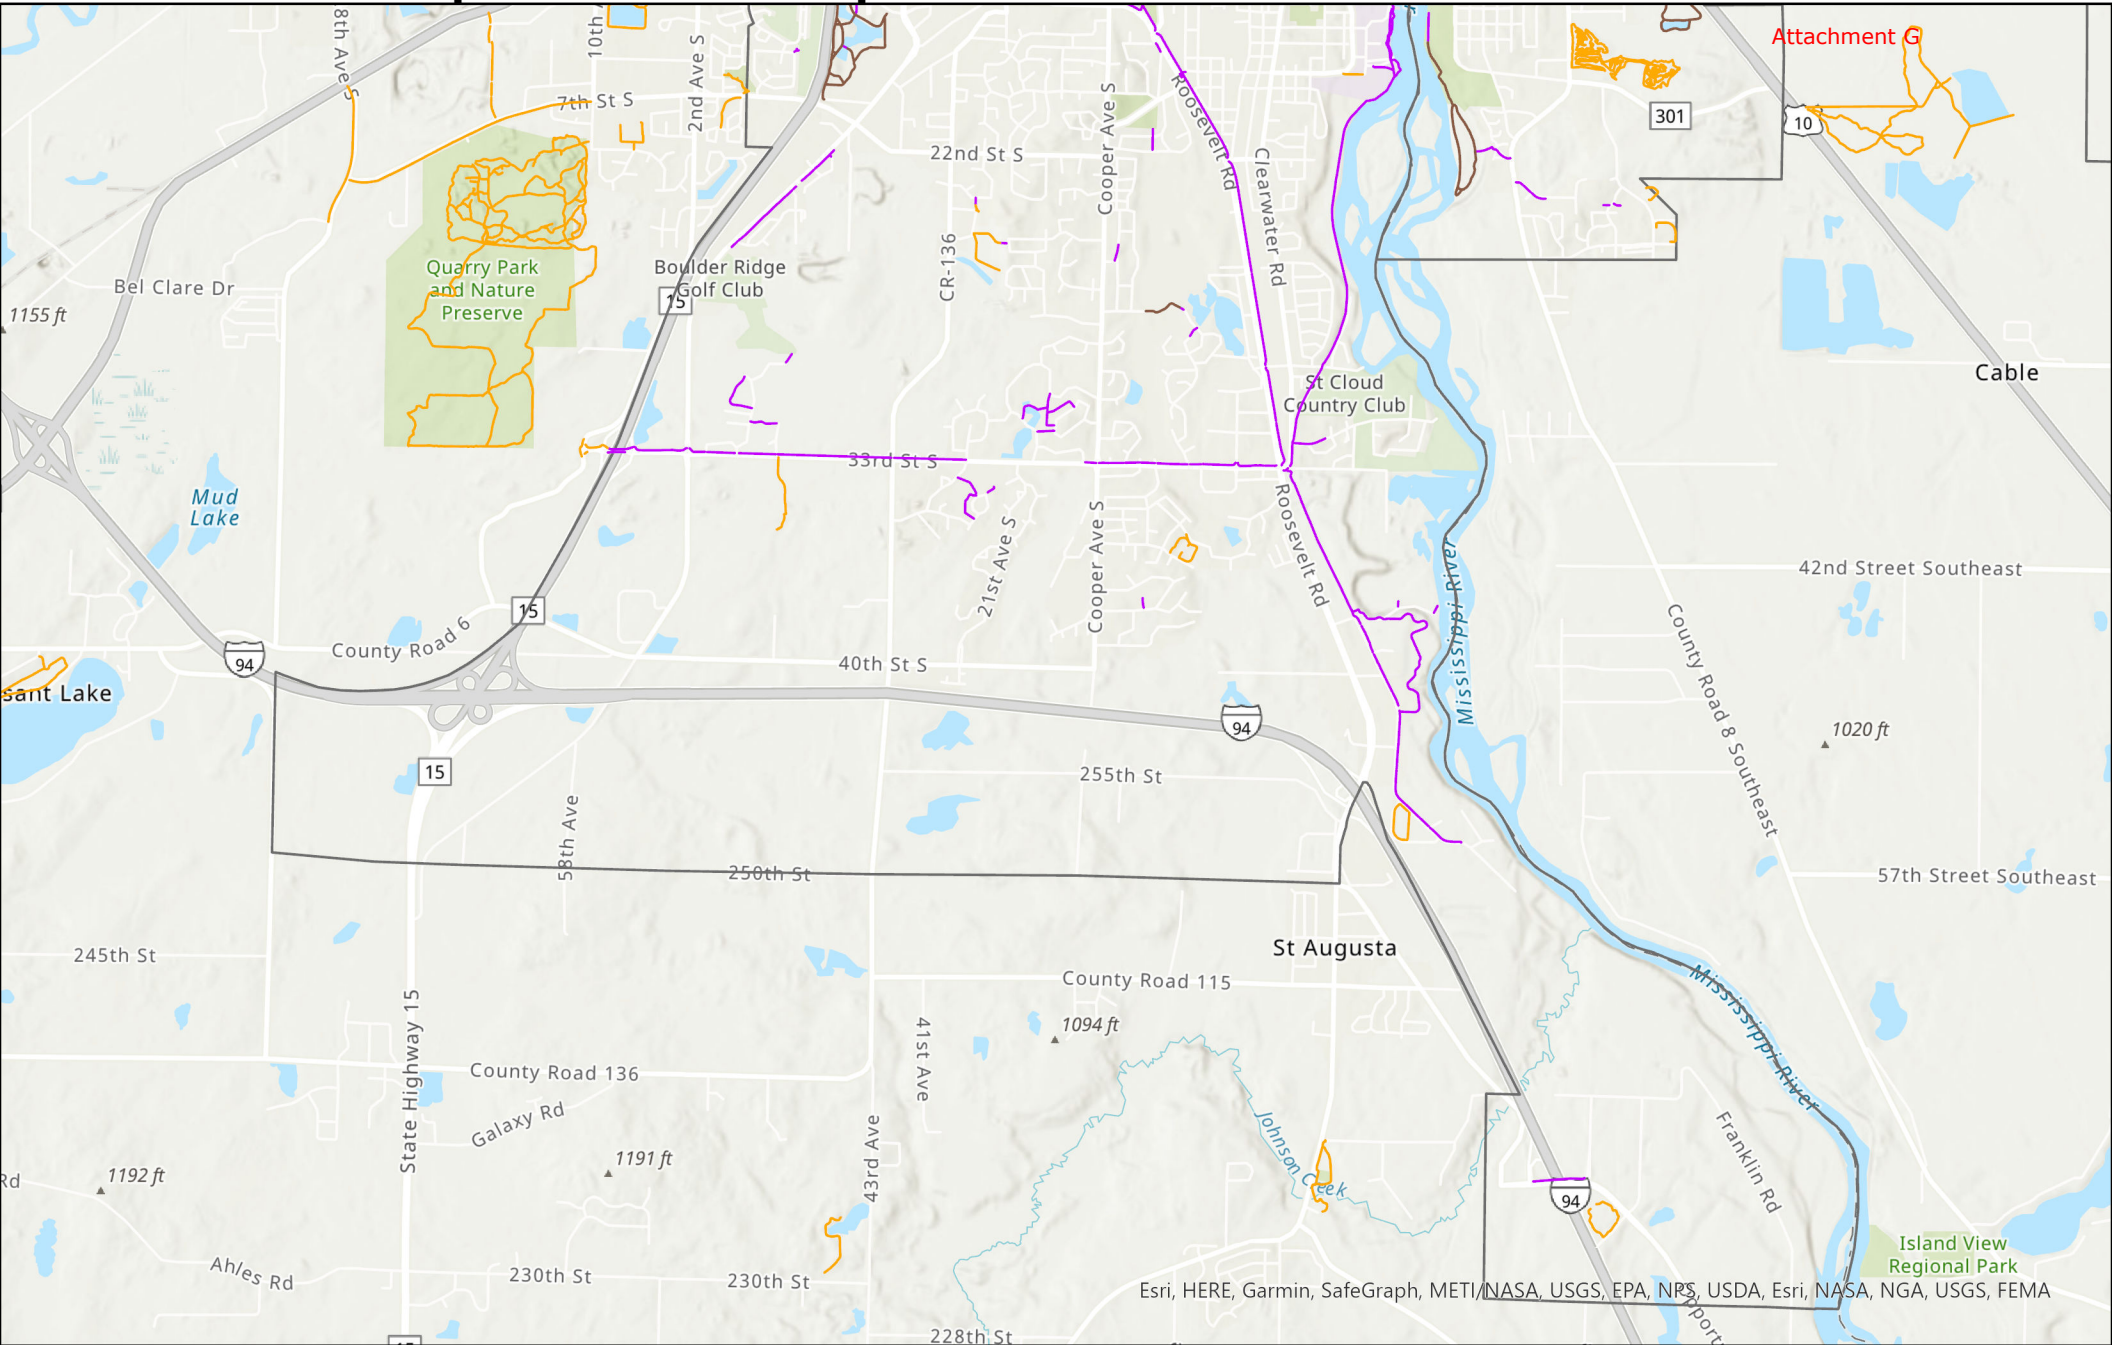 Attachment G
8th Ave S
10th
2nd Ave S
7th St S
301
10
22nd St S
Cooper Ave S
Roosevelt Rd
Clearwater Rd
CR-136
Bel Clare Dr
1155 ft
Quarry Park
and Nature
Preserve
Boulder Ridge
Golf Club
15
Cable
St Cloud
Country Club
33rd St S
Mud
Lake
21st Ave S
Cooper Ave S
Roosevelt Rd
Mississippi River
42nd Street Southeast
15
County Road 6
94
40th St S
County Road 8 Southeast
sant Lake
94
1020 ft
15
255th St
58th Ave
250th St
57th Street Southeast
St Augusta
245th St
County Road 115
Mississippi River
State Highway 15
1094 ft
41st Ave
County Road 136
Galaxy Rd
Johnson Creek
Franklin Rd
43rd Ave
1191 ft
1192 ft
Rd
94
Island View
Regional Park
Ahles Rd
230th St
230th St
Esri, HERE, Garmin, SafeGraph, METI/NASA, USGS, EPA, NPS, USDA, Esri, NASA, NGA, USGS, FEMA
228th St
15